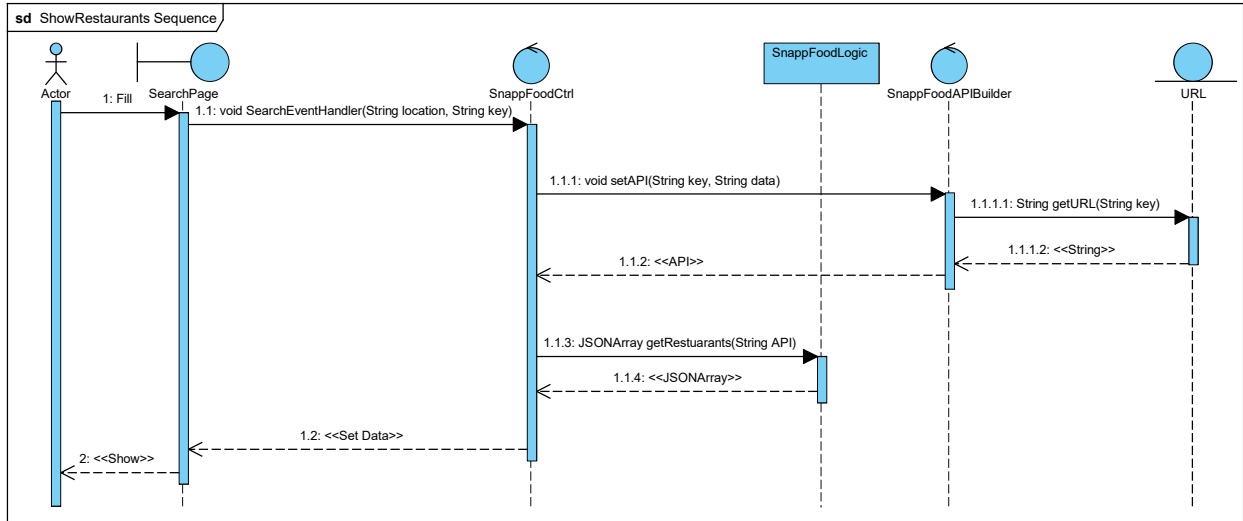 sd ShowRestaurants Sequence
SnappFoodLogic
Actor
SearchPage
SnappFoodCtrl
SnappFoodAPIBuilder
URL
1: Fill
1.1: void SearchEventHandler(String location, String key)
1.1.1: void setAPI(String key, String data)
1.1.1.1: String getURL(String key)
1.1.1.2: <<String>>
1.1.2: <<API>>
1.1.3: JSONArray getRestuarants(String API)
1.1.4: <<JSONArray>>
1.2: <<Set Data>>
2: <<Show>>